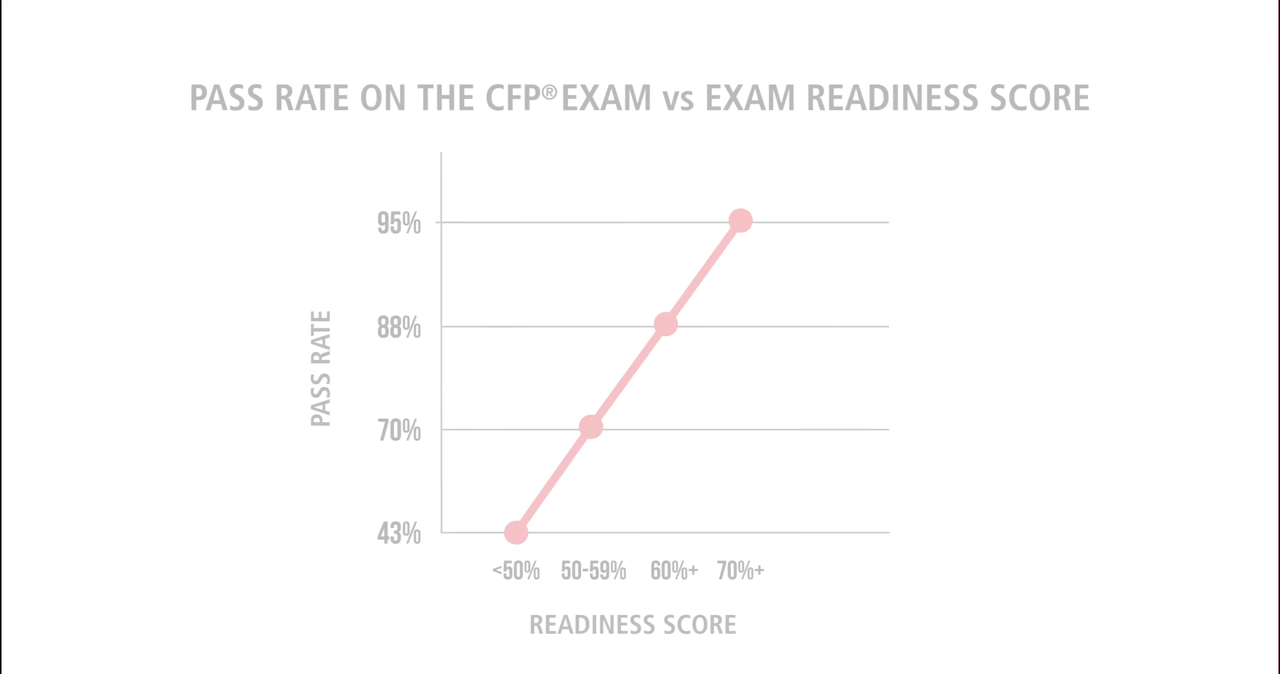 PASS RATE ON THE CFP® EXAM vs EXAM READINESS SCORE
95%
88%
PASS RATE
70%
43%
<50% 50-59% 60%+ 70%+
READINESS SCORE